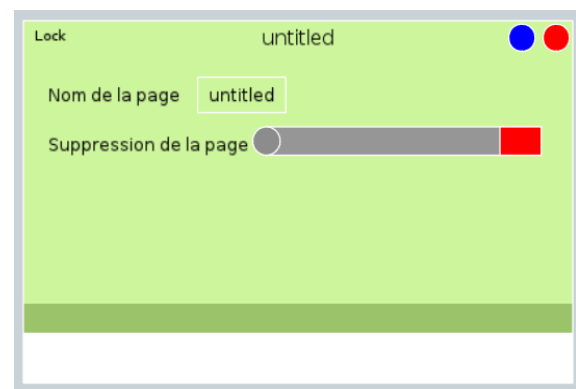 Lock untitled
Nom de la page untitled
Suppression de la page